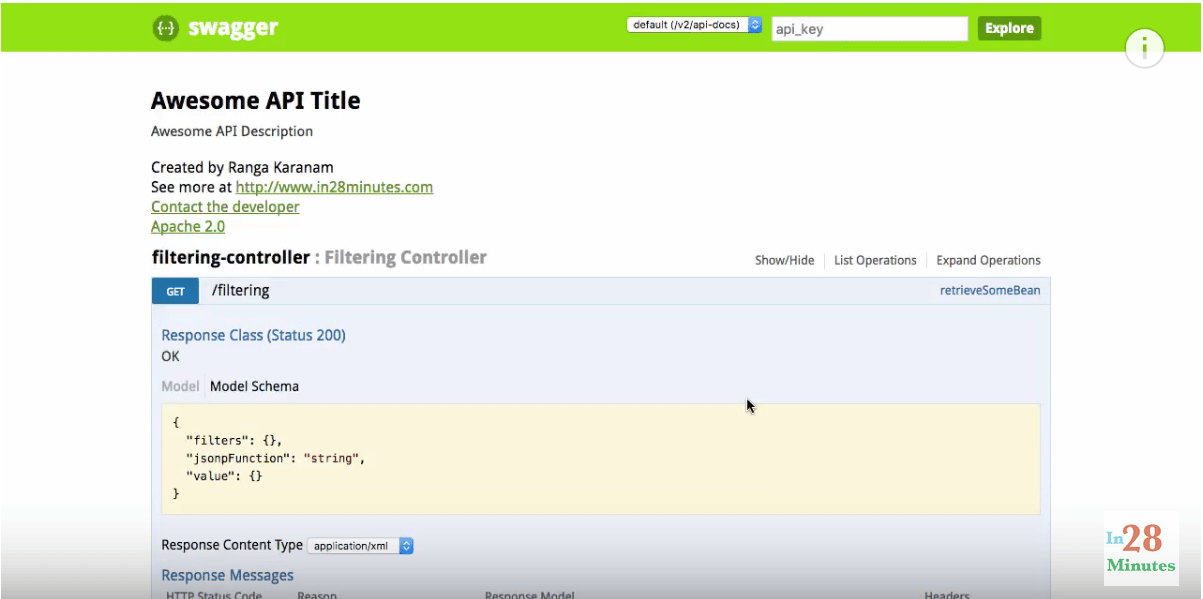 swagger
default (/v2/api-docs)
api_key
Explore
i
Awesome API Title
Awesome API Description
Created by Ranga Karanam
See more at http://www.in28minutes.com
Contact the developer
Apache 2.0
filtering-controller : Filtering Controller
Show/Hide
List Operations
Expand Operations
GET
/filtering
retrieveSomeBean
Response Class (Status 200)
OK
Model
Model Schema
{
"filters": {},
"jsonpFunction": "string",
"value": {}
}
Response Content Type application/xml
Response Messages
HTTP Status Code
Reason
Response Model
Headers
In28
Minutes